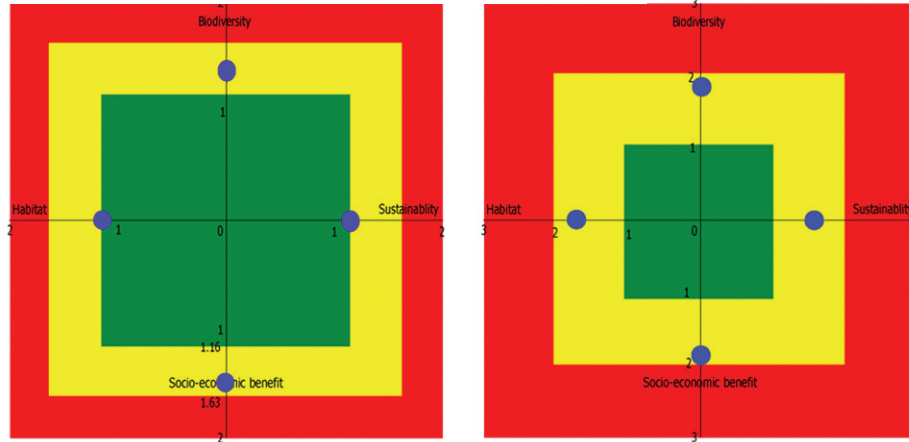 2
Biodiversity
1
Habitat
Sustainablity
2
1
0
1
2
1
1.16
Socio-economic benefit
1.63
2
3
Biodiversity
2
1
Habitat
Sustainablity
3
2
1
0
1
2
Socio-economic benefit
3